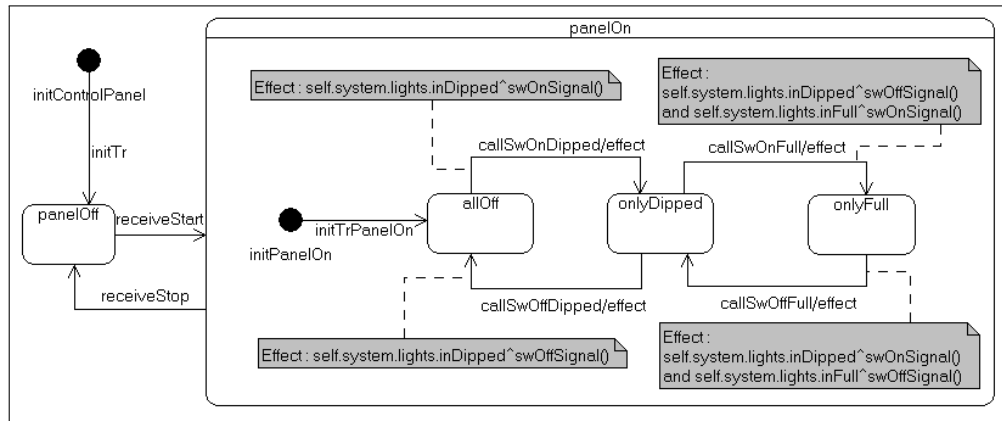 panelOn
initControlPanel
initTr
panelOff
receiveStart
receiveStop
Effect : self.system.lights.inDipped^swOnSignal()
Effect :
self.system.lights.inDipped^swOffSignal()
and self.system.lights.inFull^swOnSignal()
callSwOnDipped/effect
callSwOnFull/effect
allOff
onlyDipped
onlyFull
initTrPanelOn
initPanelOn
callSwOffDipped/effect
callSwOffFull/effect
Effect : self.system.lights.inDipped^swOffSignal()
Effect :
self.system.lights.inDipped^swOnSignal()
and self.system.lights.inFull^swOffSignal()